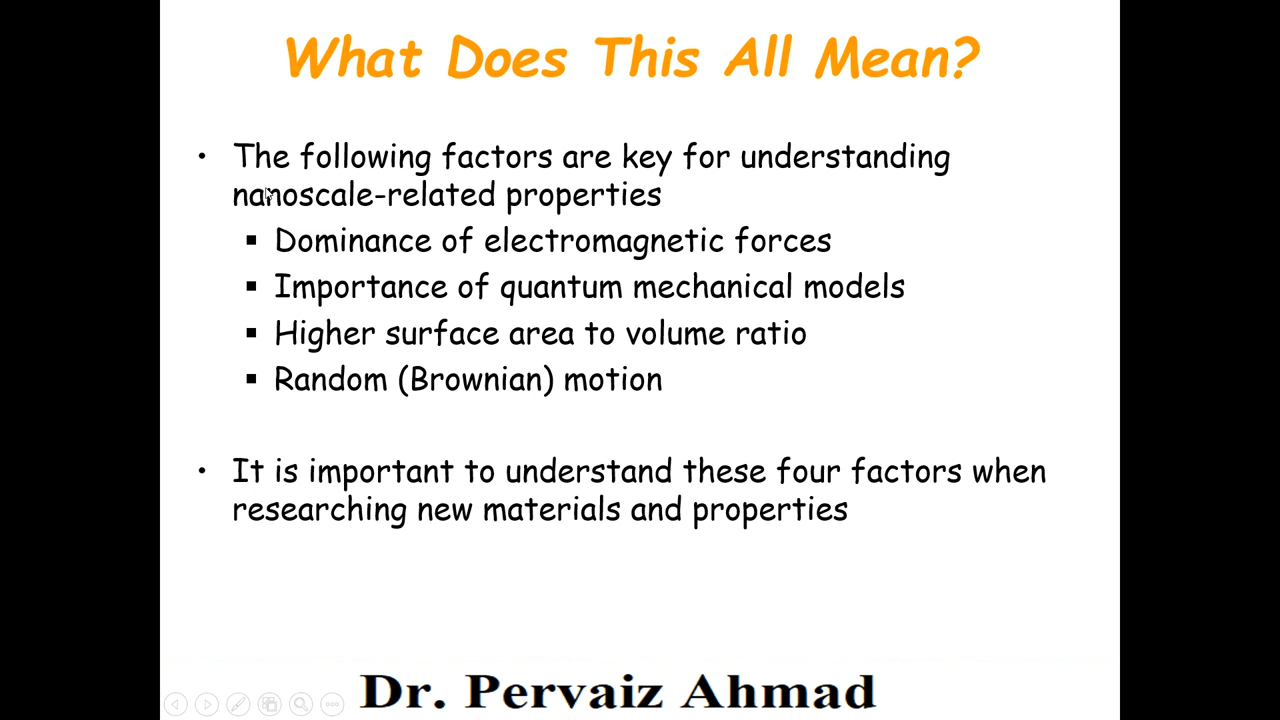 What Does This All Mean?
• The following factors are key for understanding
nanoscale-related properties
▪ Dominance of electromagnetic forces
▪ Importance of quantum mechanical models
▪ Higher surface area to volume ratio
▪ Random (Brownian) motion
• It is important to understand these four factors when
researching new materials and properties
Dr. Pervaiz Ahmad